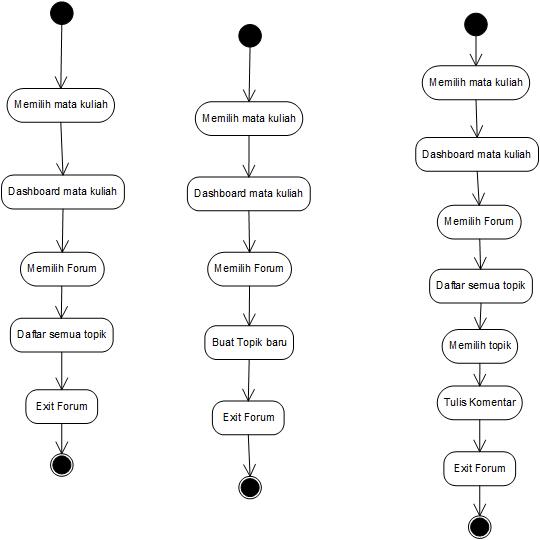 Memilih mata kuliah
Dashboard mata kuliah
Memilih Forum
Daftar semua topik
Exit Forum
Memilih mata kuliah
Dashboard mata kuliah
Memilih Forum
Buat Topik baru
Exit Forum
Memilih mata kuliah
Dashboard mata kuliah
Memilih Forum
Daftar semua topik
Memilih topik
Tulis Komentar
Exit Forum